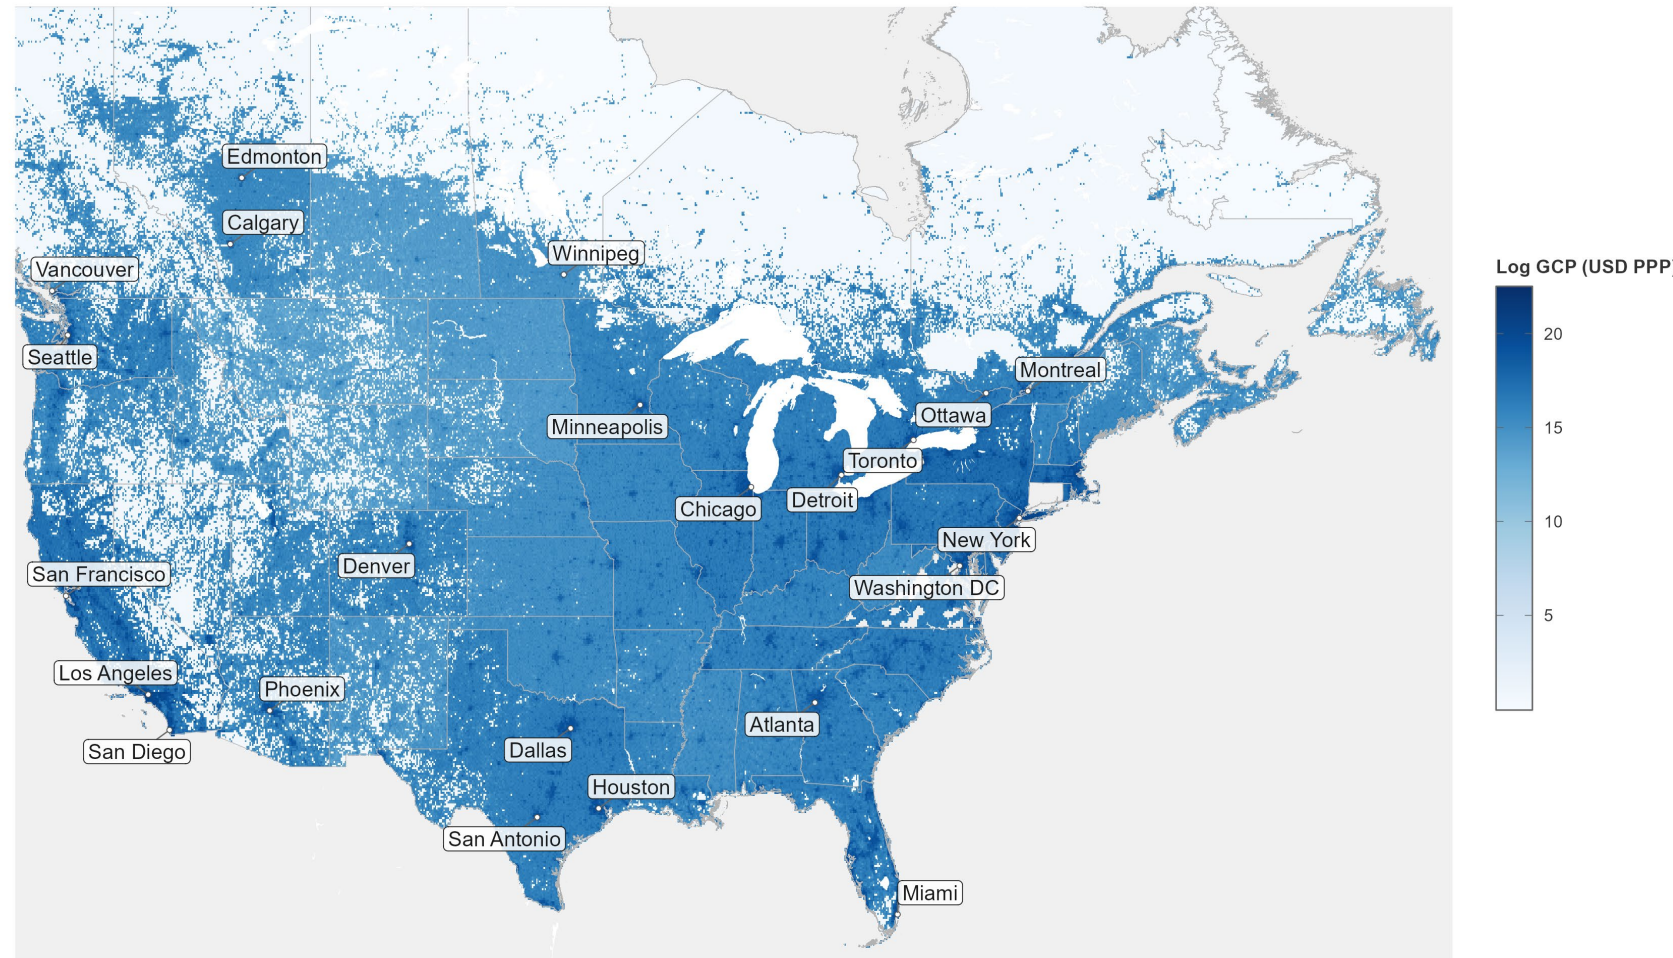 Edmonton
Calgary
Vancouver
Winnipeg
Log GCP (USD PPP)
20
Seattle
Montreal
Ottawa
Minneapolis
15
Toronto
Chicago
Detroit
10
New York
Denver
San Francisco
Washington DC
5
Los Angeles
Phoenix
Atlanta
San Diego
Dallas
Houston
San Antonio
Miami